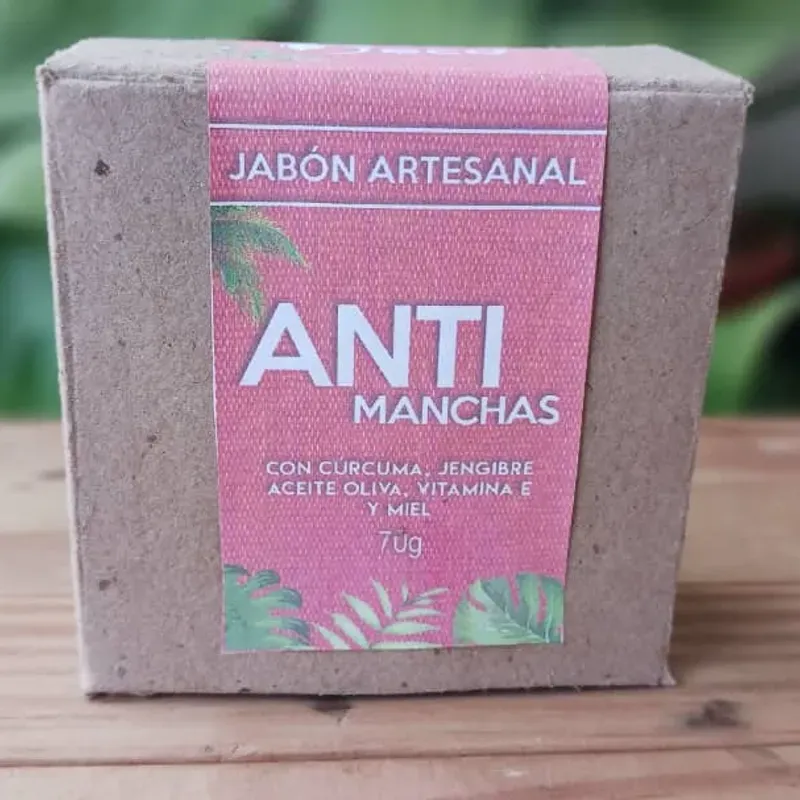 JABÓN ARTESANAL
ANTI
MANCHAS
CON CÚRCUMA, JENGIBRE
ACEITE OLIVA, VITAMINA E
Y MIEL
70g